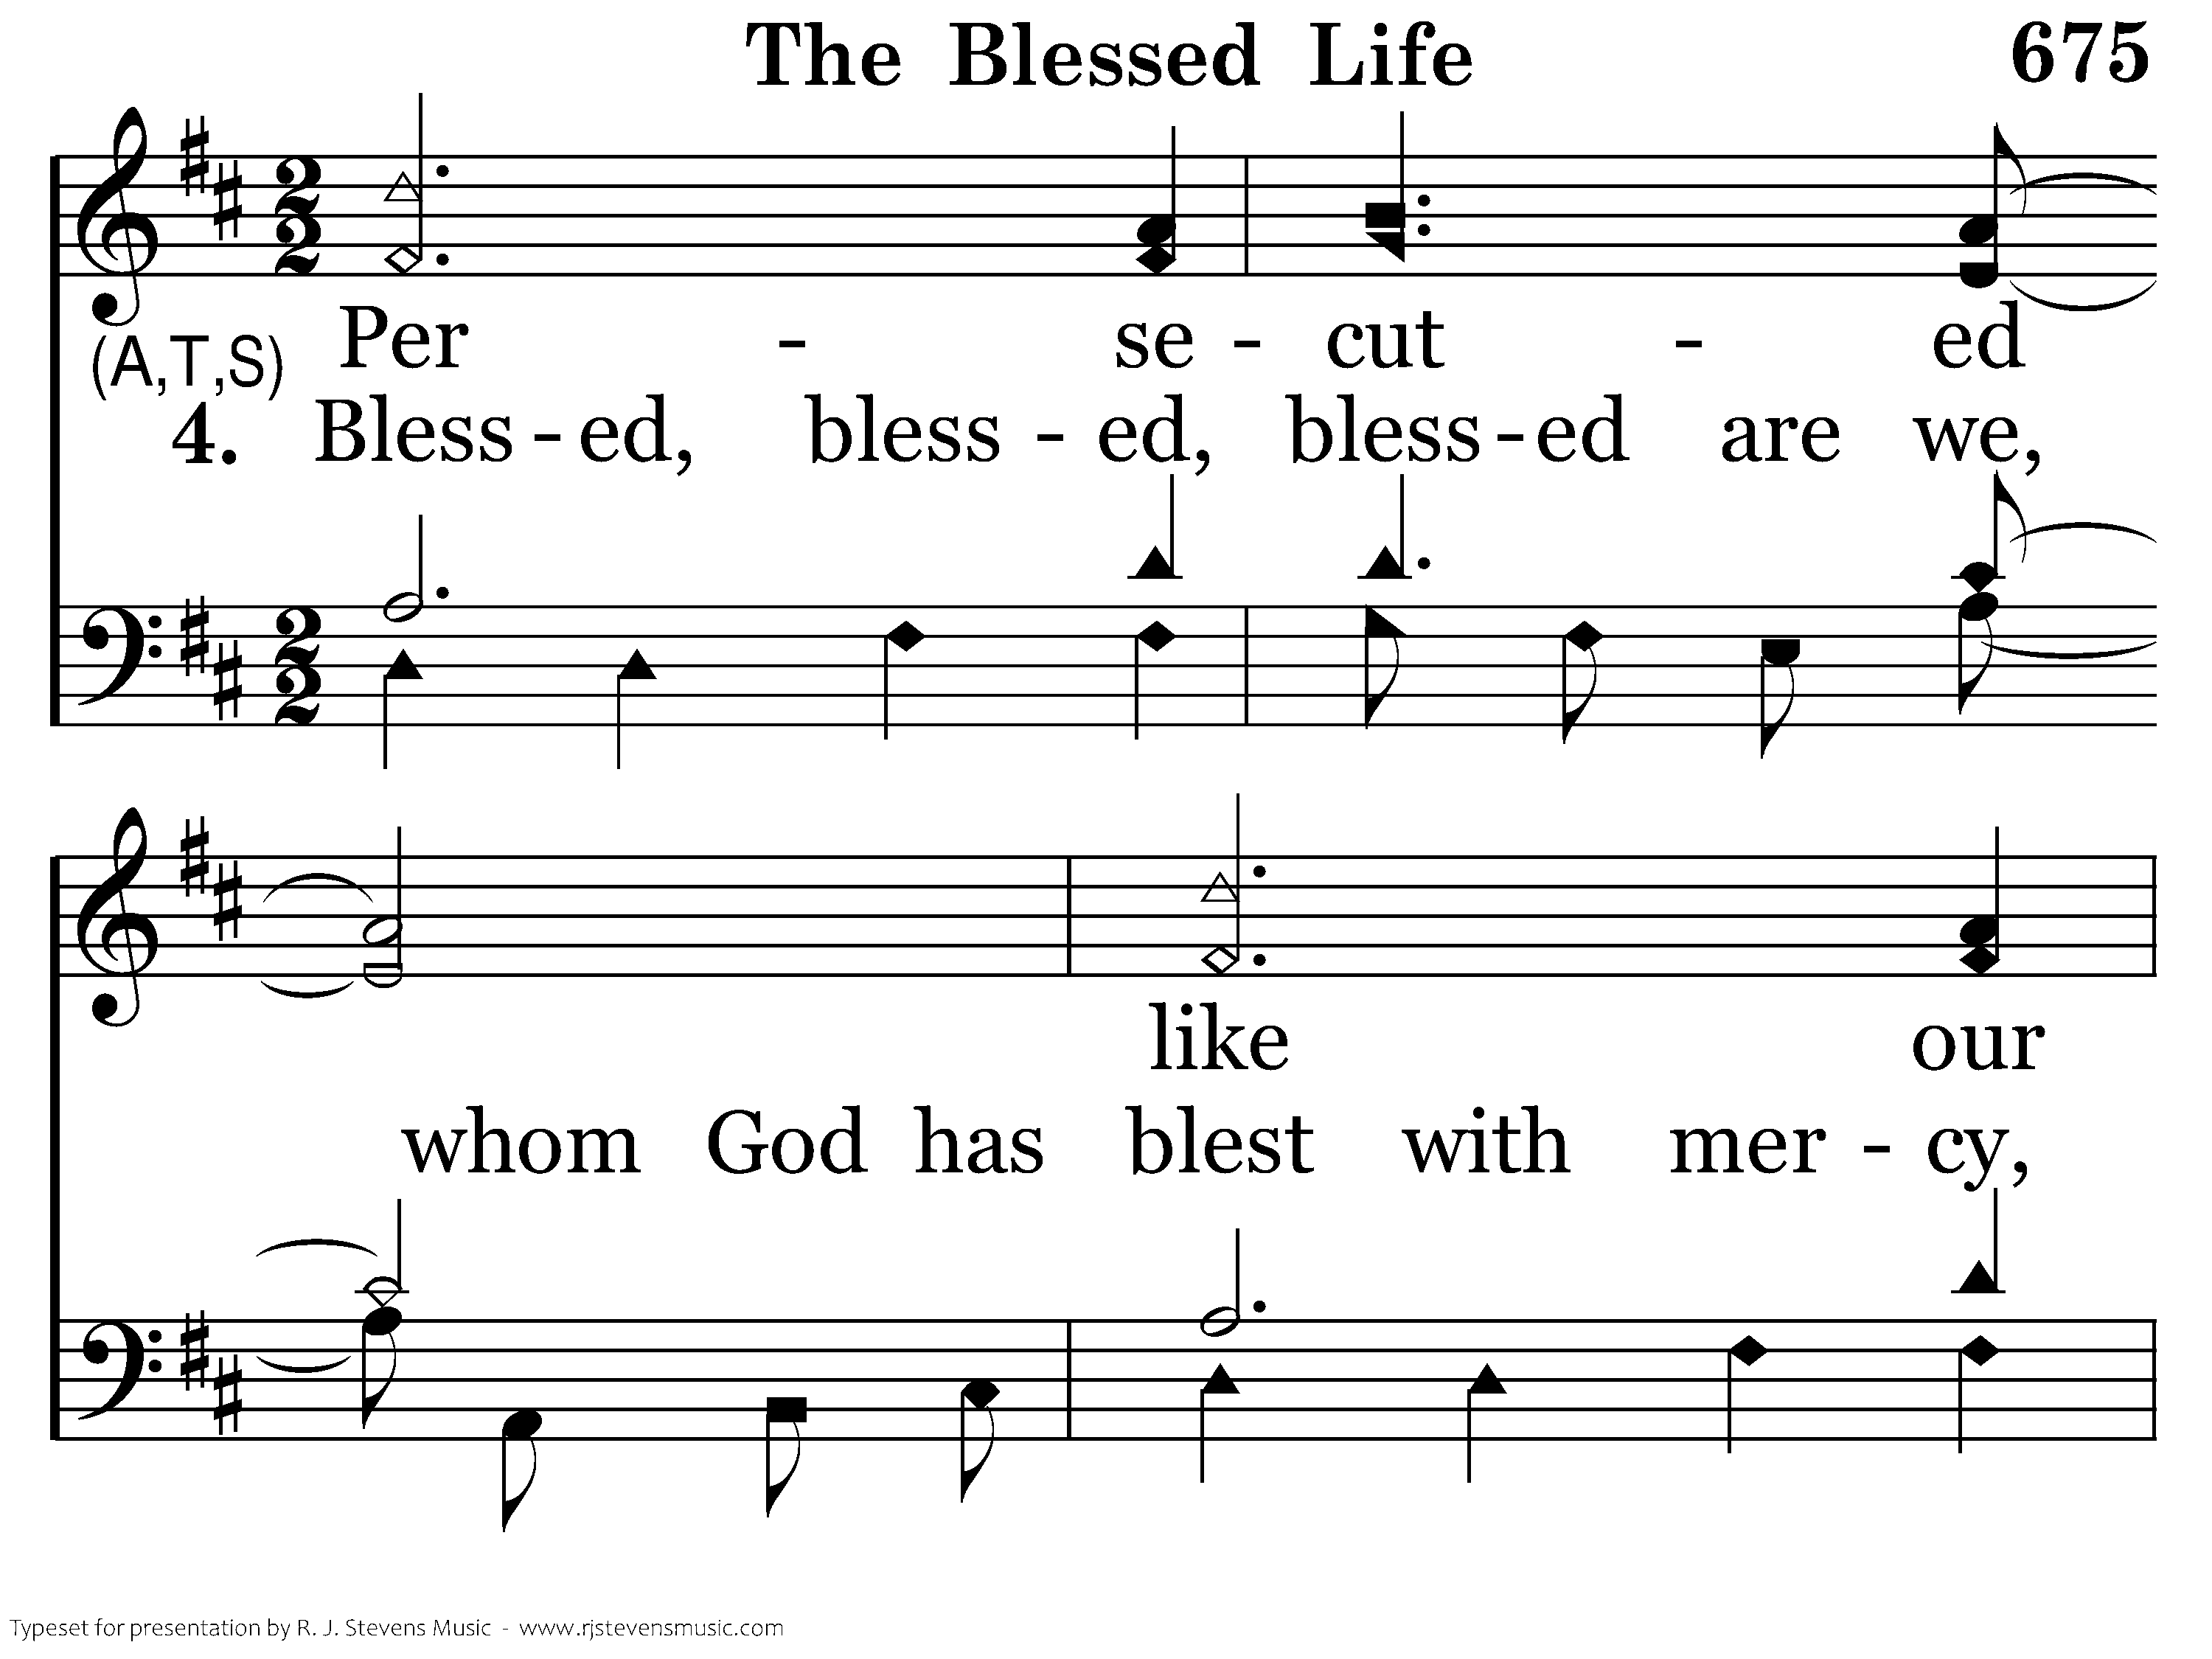 The Blessed Life 675
(A,T,S) Per - se - cut - ed
4. Bless - ed, bless - ed, bless - ed are we,
like our
whom God has blest with mer - cy,
Typeset for presentation by R. J. Stevens Music - www.rjstevensmusic.com